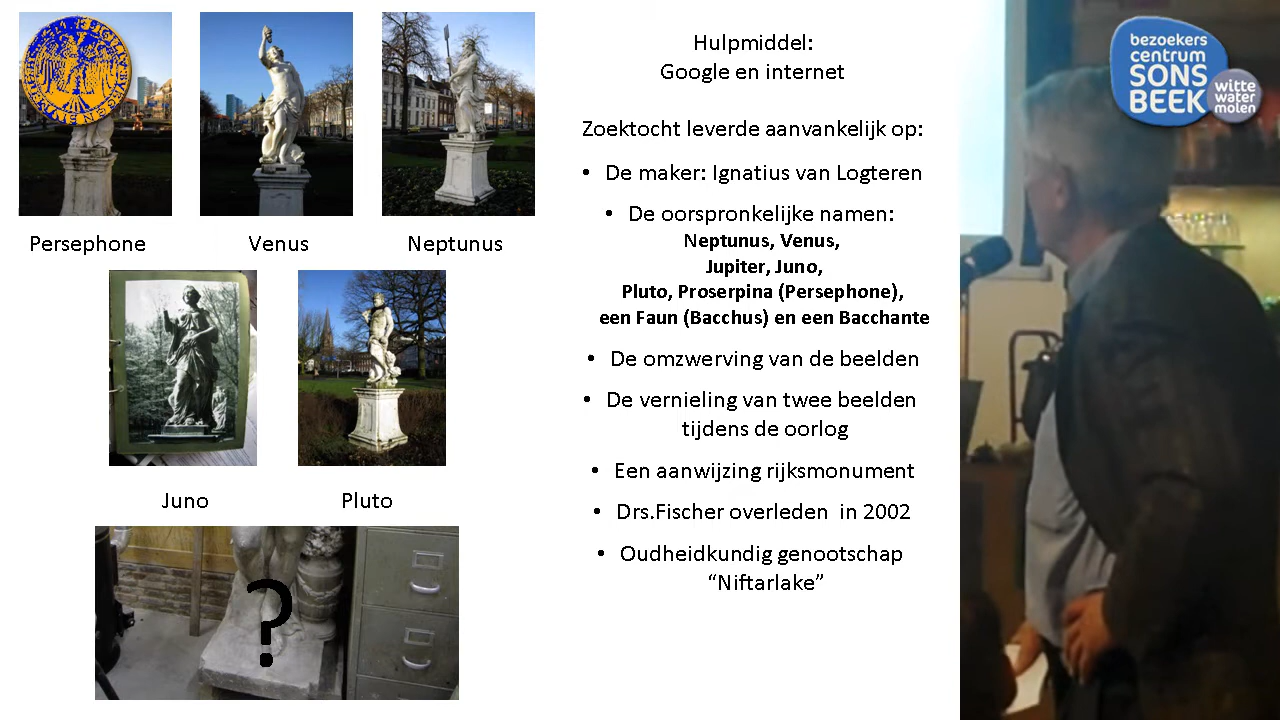 Persephone
Venus
Neptunus
Juno
Pluto
?
Hulpmiddel:
Google en internet
Zoektocht leverde aanvankelijk op:
• De maker: Ignatius van Logteren
• De oorspronkelijke namen:
Neptunus, Venus,
Jupiter, Juno,
Pluto, Proserpina (Persephone),
een Faun (Bacchus) en een Bacchante
• De omzwerving van de beelden
• De vernieling van twee beelden
tijdens de oorlog
• Een aanwijzing rijksmonument
• Drs.Fischer overleden in 2002
• Oudheidkundig genootschap
“Niftarlake”
bezoekers
centrum
SONS
BEEK
witte
water
molen